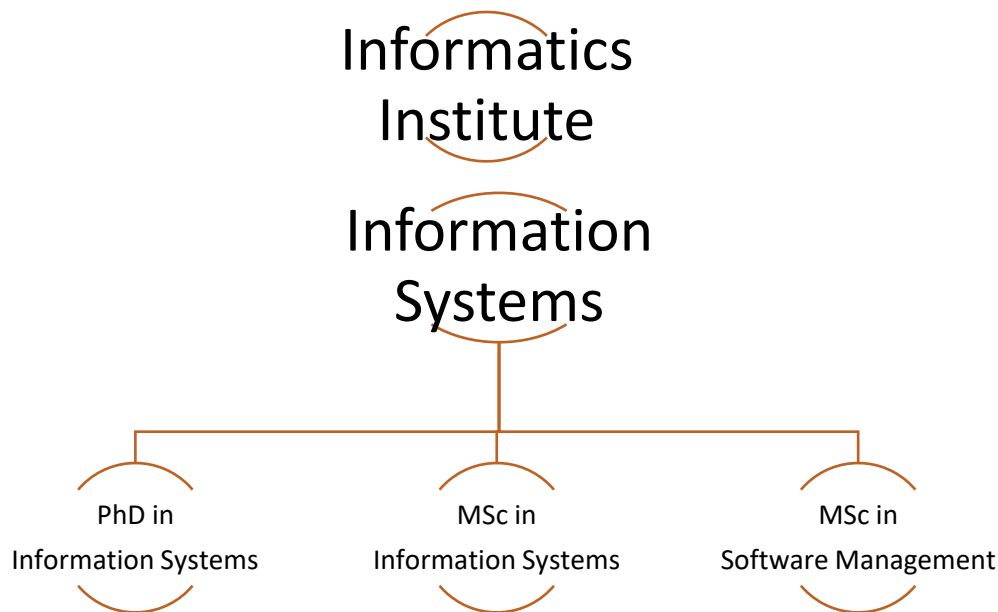 Informatics
Institute
Information
Systems
PhD in
Information Systems
MSc in
Information Systems
MSc in
Software Management